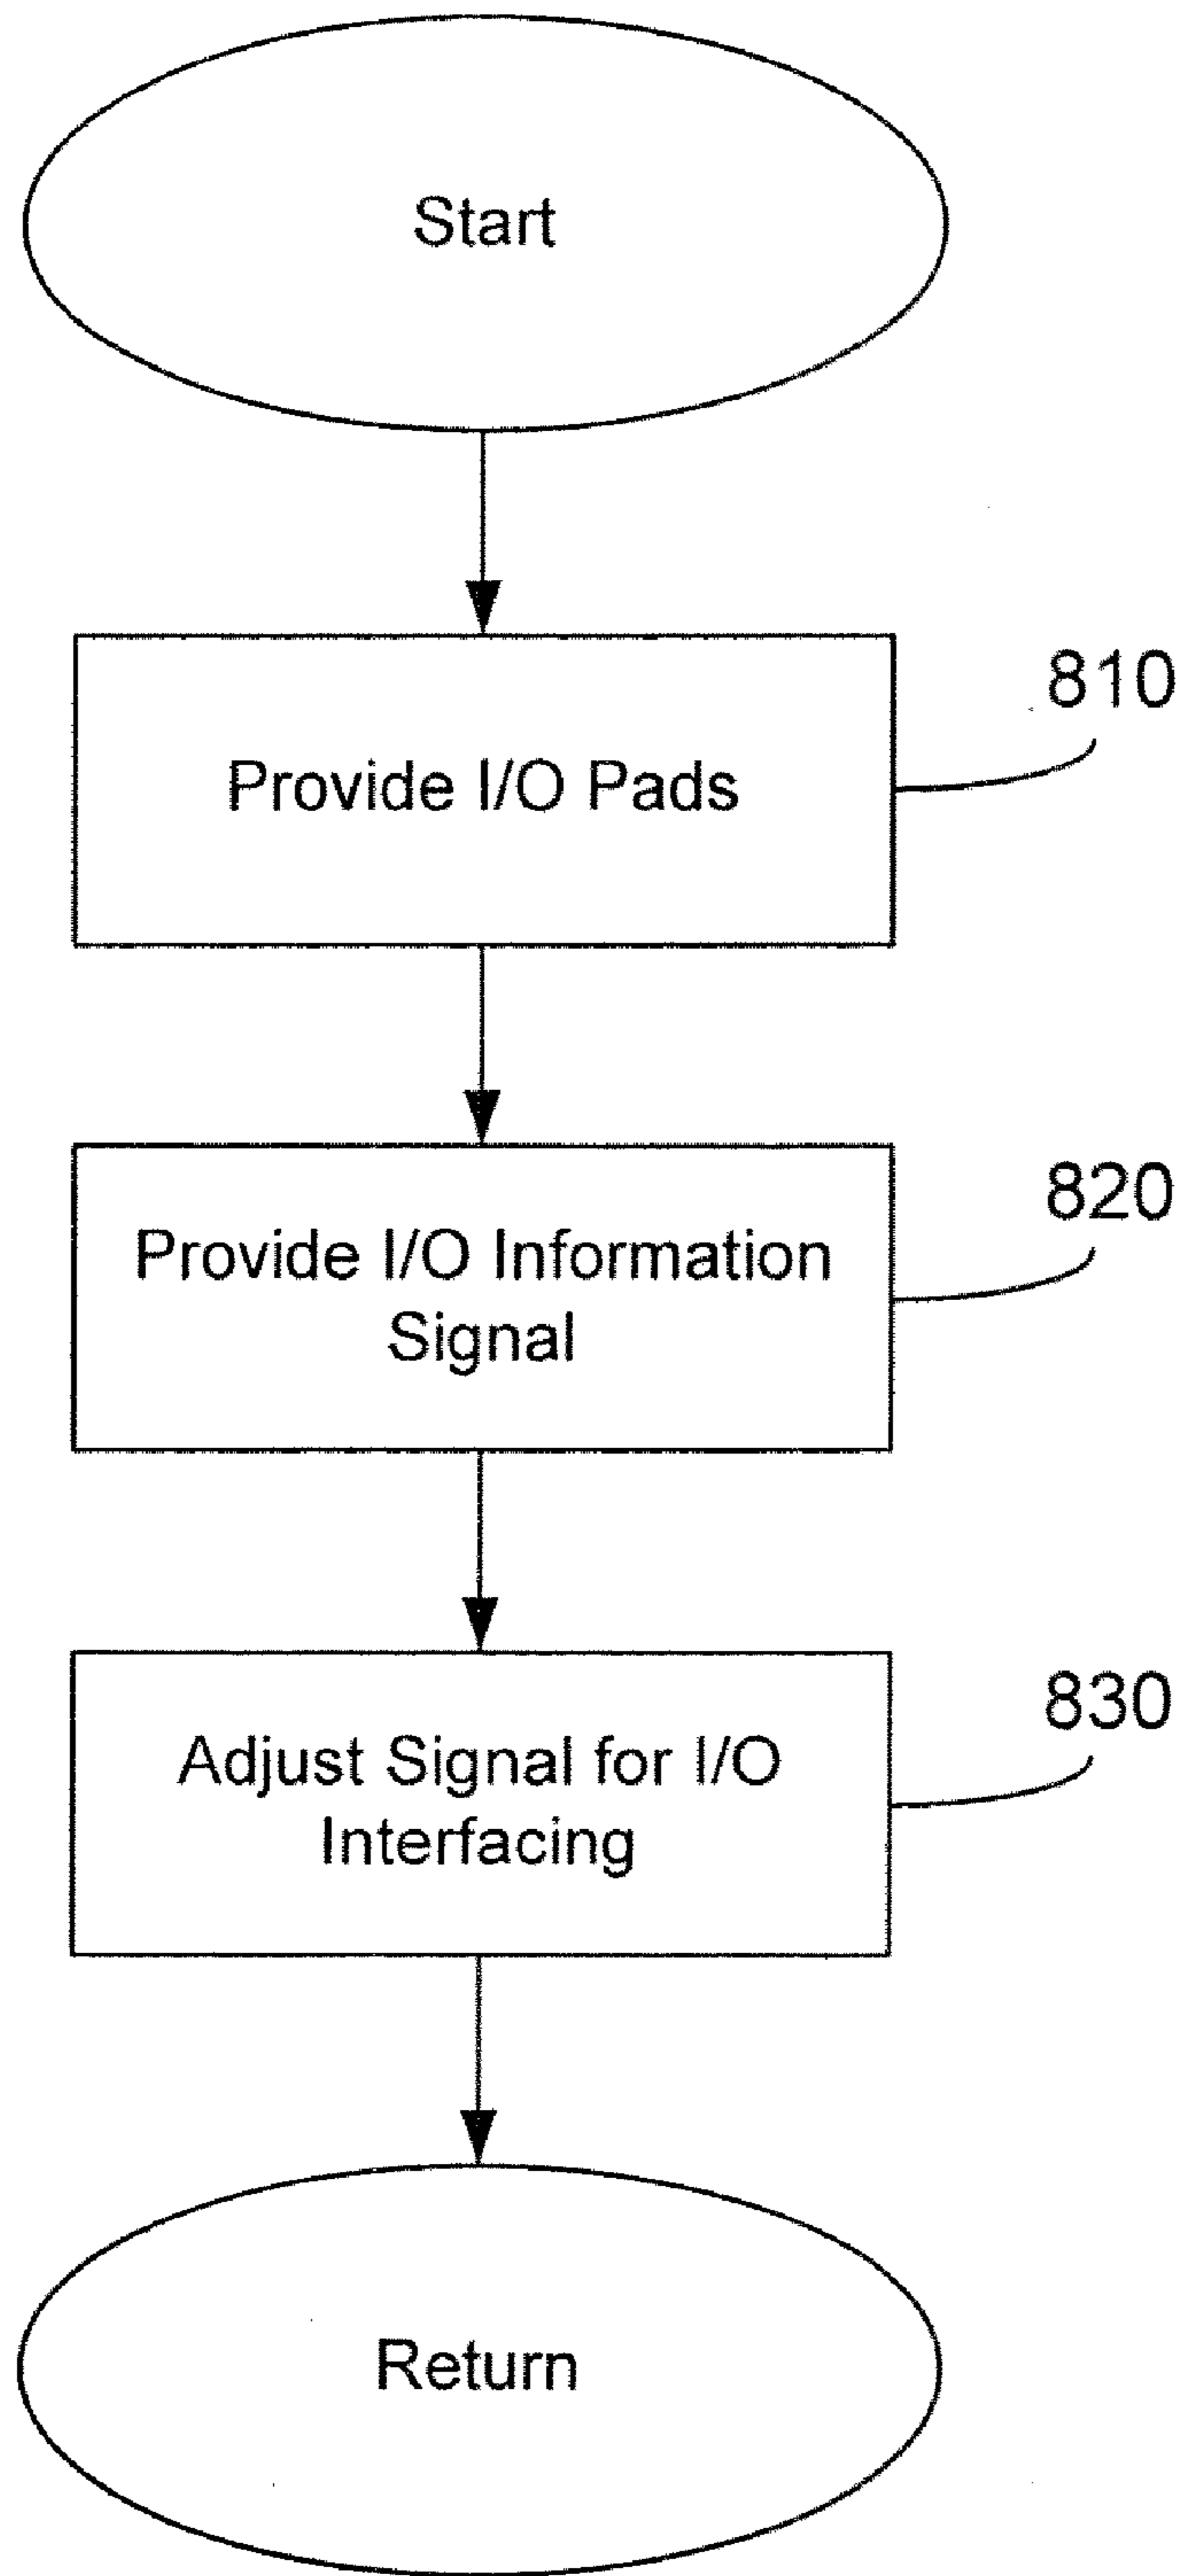 Start
810
Provide I/O Pads
820
Provide I/O Information
Signal
830
Adjust Signal for I/O
Interfacing
Return